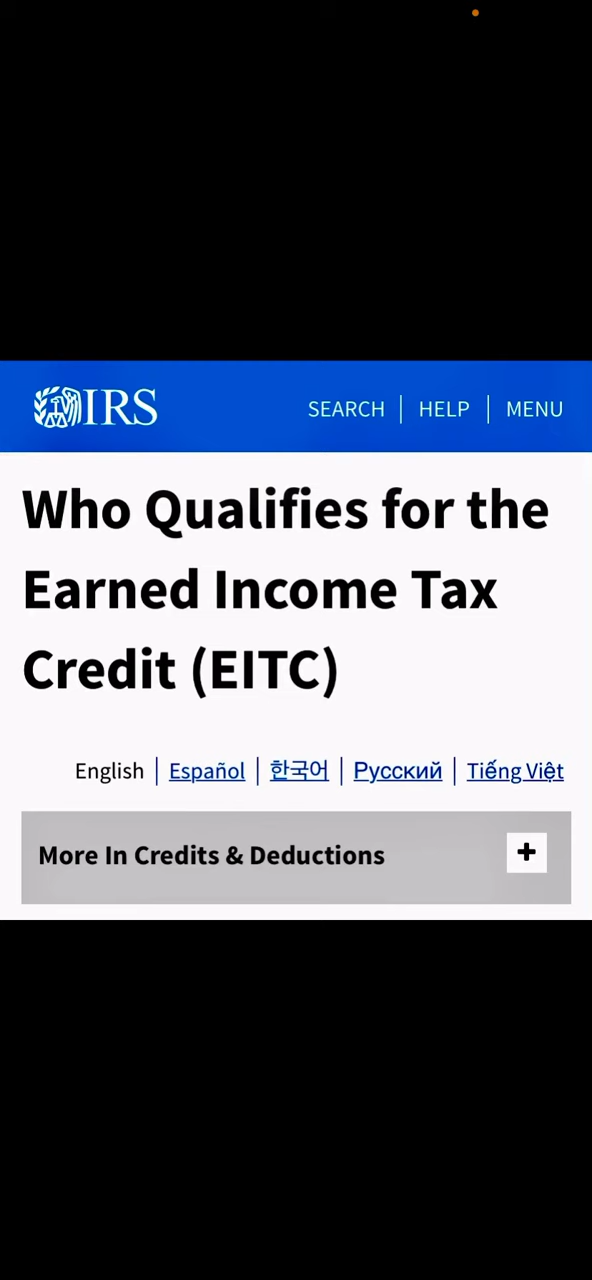 IRS
SEARCH | HELP | MENU
Who Qualifies for the
Earned Income Tax
Credit (EITC)
English | Español | 한국어 | Русский | Tiếng Việt
More In Credits & Deductions +